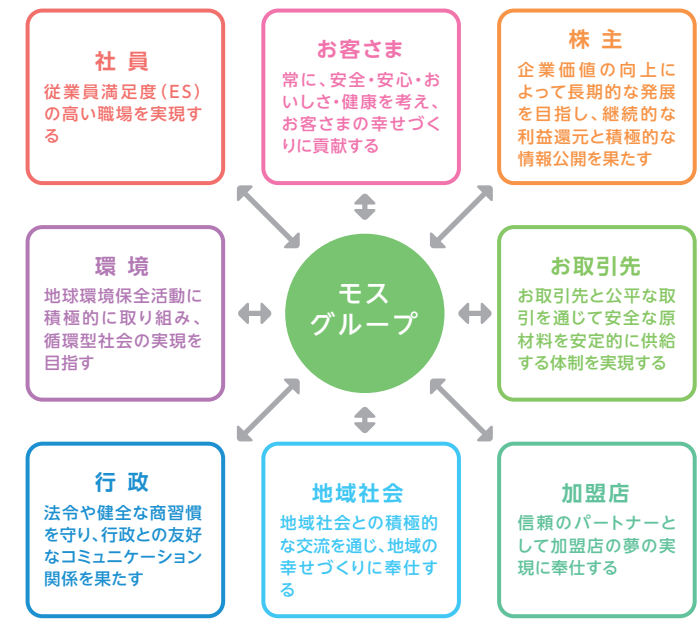 社員
従業員満足度(ES)
の高い職場を実現す
る
お客さま
常に、安全・安心・お
いしさ・健康を考え、
お客さまの幸せづく
りに貢献する
株主
企業価値の向上に
よって長期的な発展
を目指し、継続的な
利益還元と積極的な
情報公開を果たす
環境
地球環境保全活動に
積極的に取り組み、
循環型社会の実現を
目指す
モス
グループ
お取引先
お取引先と公平な取
引を通じて安全な原
材料を安定的に供給
する体制を実現する
行政
法令や健全な商習慣
を守り、行政との友好
なコミュニケーション
関係を果たす
地域社会
地域社会との積極的
な交流を通じ、地域の
幸せづくりに奉仕す
る
加盟店
信頼のパートナーと
して加盟店の夢の実
現に奉仕する